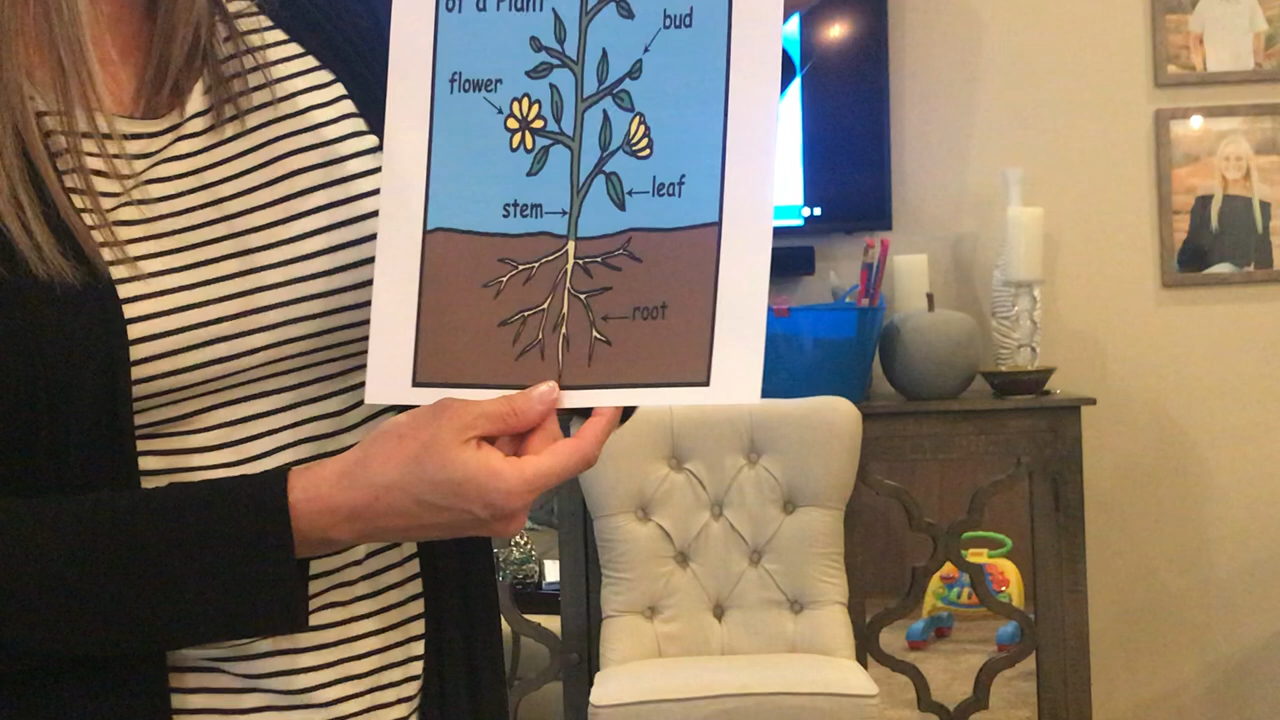 of a Plant
bud
flower
leaf
stem
root